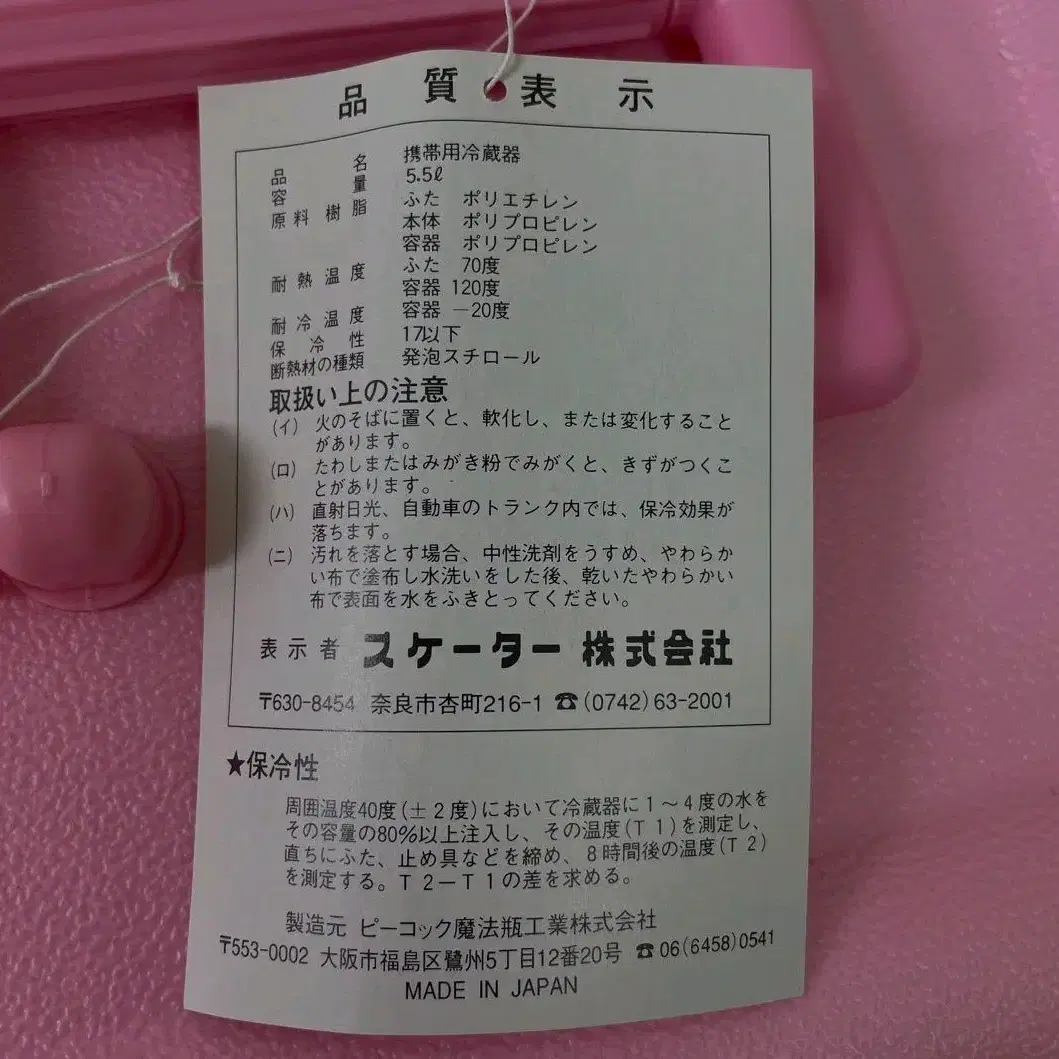 品質表示
品名 携帯用冷蔵器
容量 5.5ℓ
原料樹脂 ふた ポリエチレン
本体 ポリプロピレン
容器 ポリプロピレン
耐熱温度 ふた 70度
容器 120度
耐冷温度 容器 −20度
保冷性 17以下
断熱材の種類 発泡スチロール
取扱い上の注意
(イ) 火のそばに置くと、軟化し、または変化すること
があります。
(ロ) たわしまたはみがき粉でみがくと、きずがつくこ
とがあります。
(ハ) 直射日光、自動車のトランク内では、保冷効果が
落ちます。
(ニ) 汚れを落とす場合、中性洗剤をうすめ、やわらか
い布で塗布し水洗いをした後、乾いたやわらかい
布で表面を水をふきとってください。
表示者 スケーター株式会社
〒630-8454 奈良市杏町216-1 ☎(0742)63-2001
★保冷性
周囲温度40度(±2度)において冷蔵器に1～4度の水を
その容量の80%以上注入し、その温度(T1)を測定し、
直ちにふた、止め具などを締め、8時間後の温度(T2)
を測定する。T2−T1の差を求める。
製造元 ピーコック魔法瓶工業株式会社
〒553-0002 大阪市福島区鷺州5丁目12番20号 ☎06(6458)0541
MADE IN JAPAN